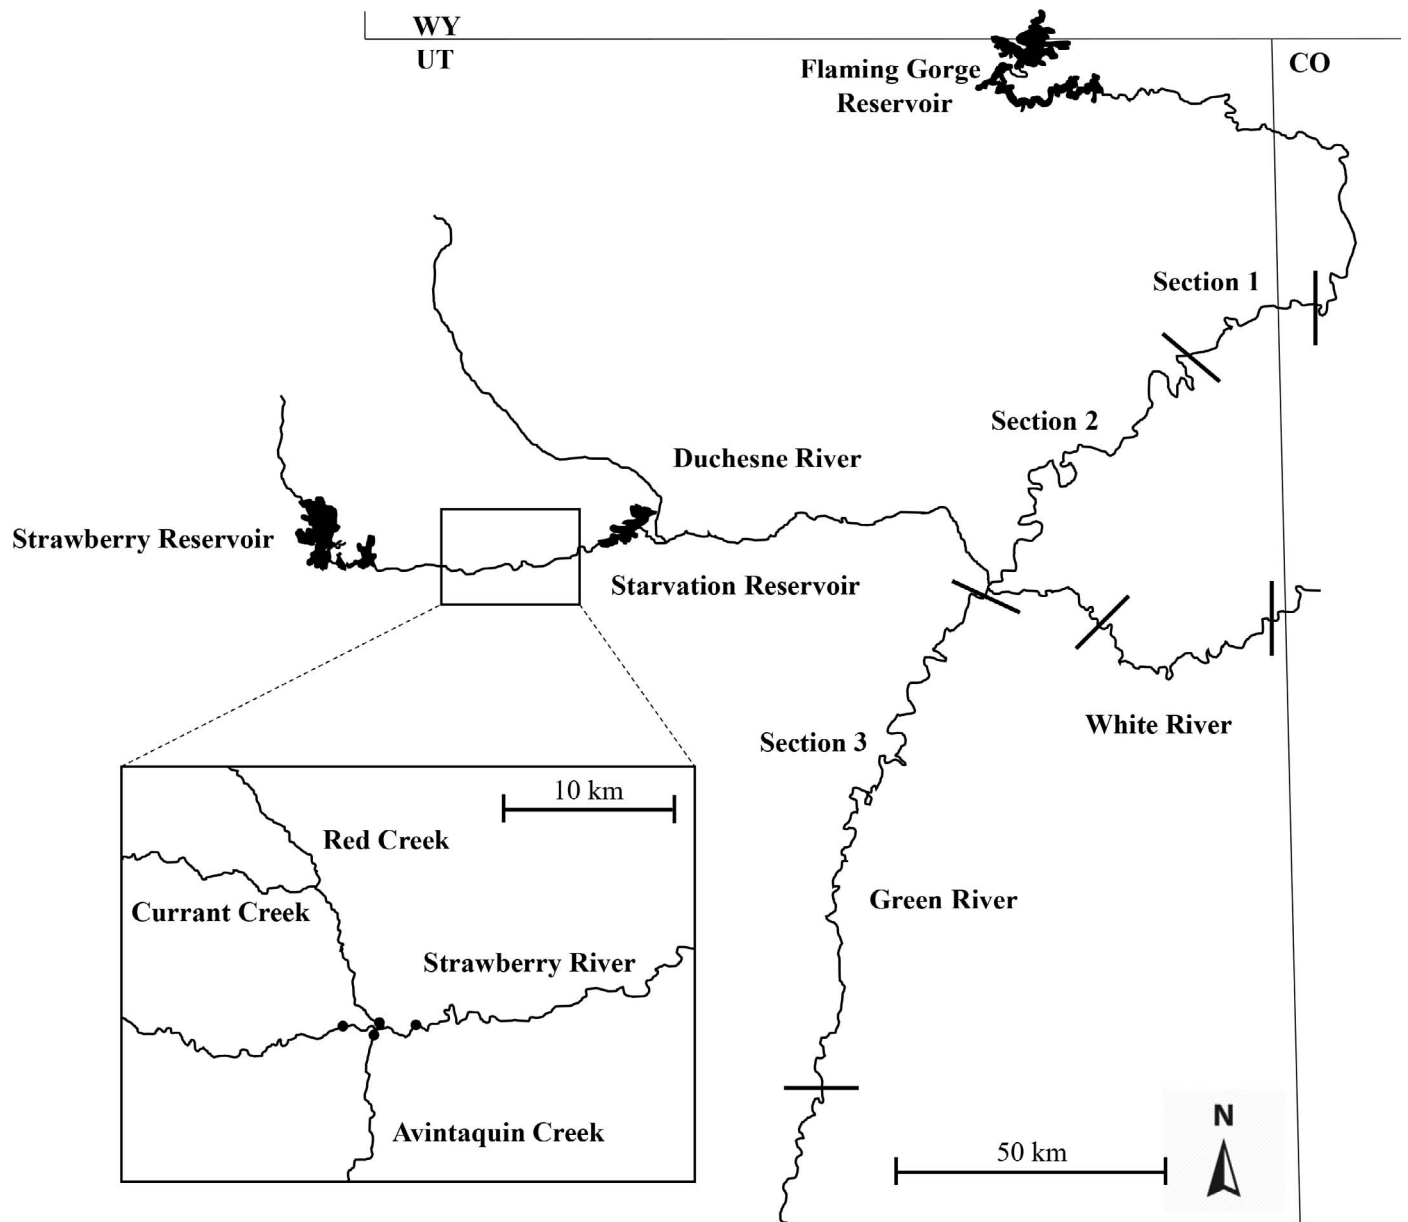 WY
UT
CO
Flaming Gorge
Reservoir
Section 1
Section 2
Duchesne River
Strawberry Reservoir
Starvation Reservoir
White River
Section 3
10 km
Red Creek
Green River
Currant Creek
Strawberry River
N
Avintaquin Creek
50 km